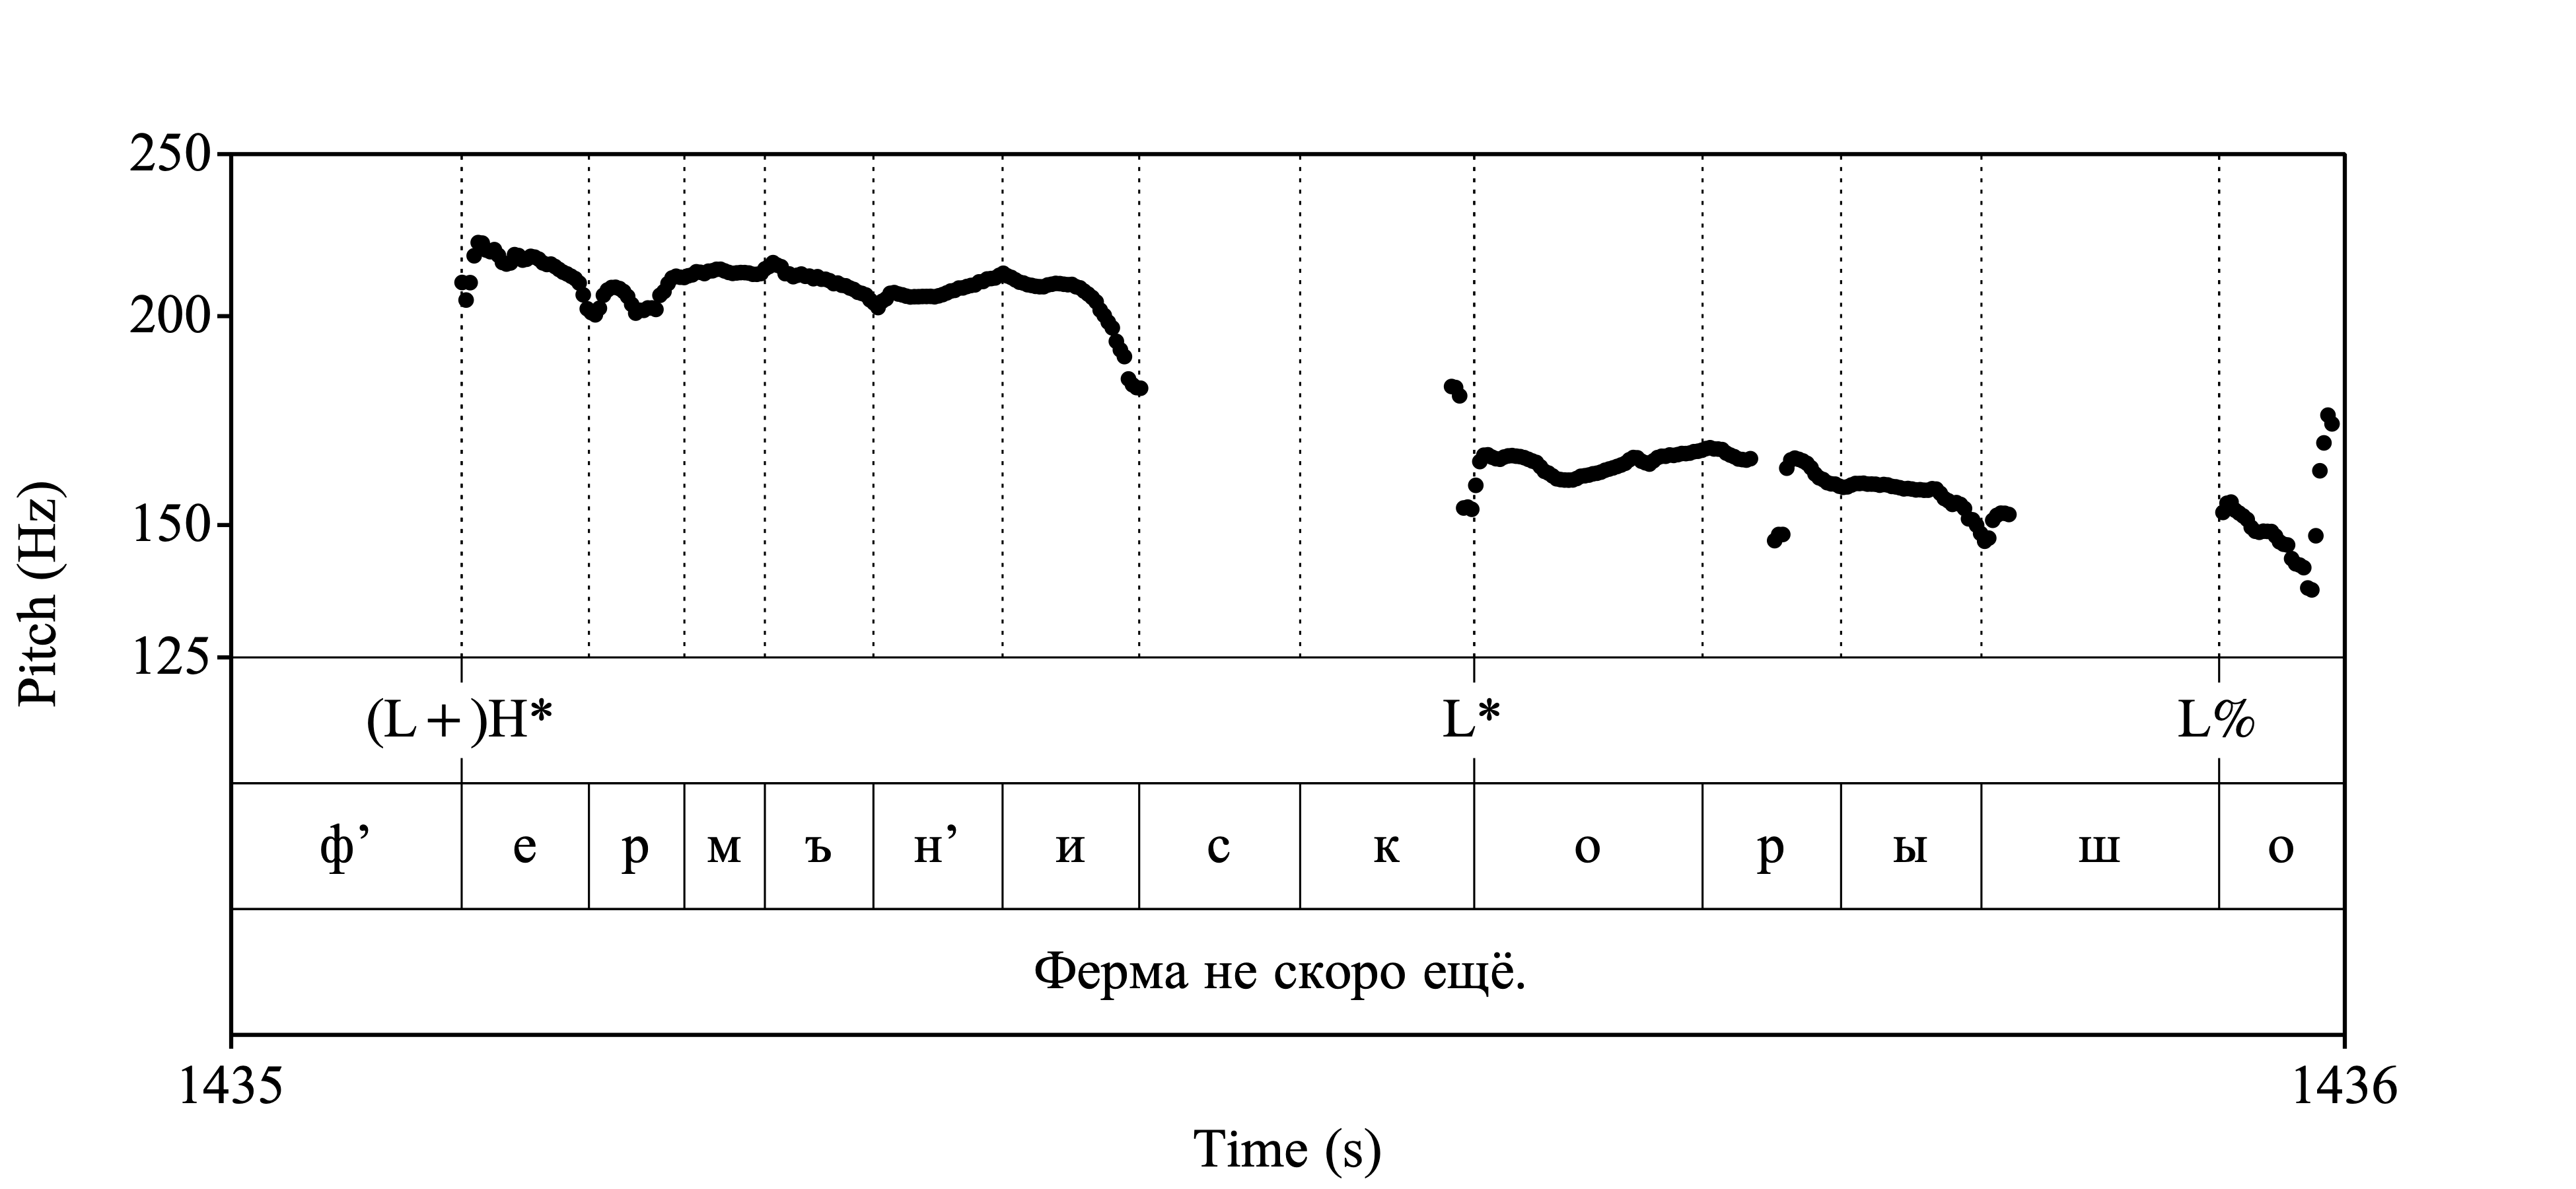 250
200
150
125
Pitch (Hz)
(L+)H* L* L%
ф’ е р м ъ н’ и с к о р ы ш о
Ферма не скоро ещё.
1435 1436
Time (s)